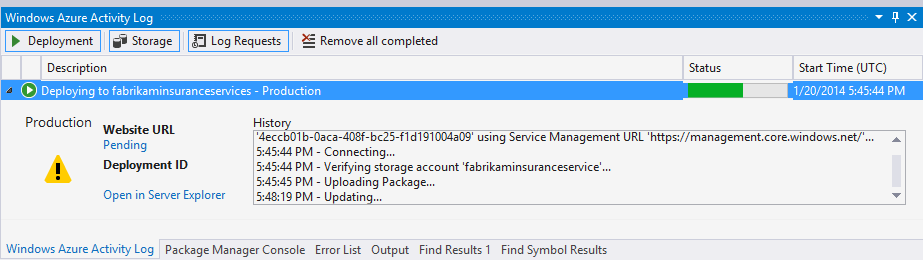 Windows Azure Activity Log
Deployment Storage Log Requests Remove all completed
Description Status Start Time (UTC)
Deploying to fabrikaminsuranceservices - Production 1/20/2014 5:45:44 PM
Production
Website URL
Pending
Deployment ID
Open in Server Explorer
History
'4eccb01b-0aca-408f-bc25-f1d191004a09' using Service Management URL 'https://management.core.windows.net/'...
5:45:44 PM - Connecting...
5:45:44 PM - Verifying storage account 'fabrikaminsuranceservice'...
5:45:45 PM - Uploading Package...
5:48:19 PM - Updating...
Windows Azure Activity Log Package Manager Console Error List Output Find Results 1 Find Symbol Results